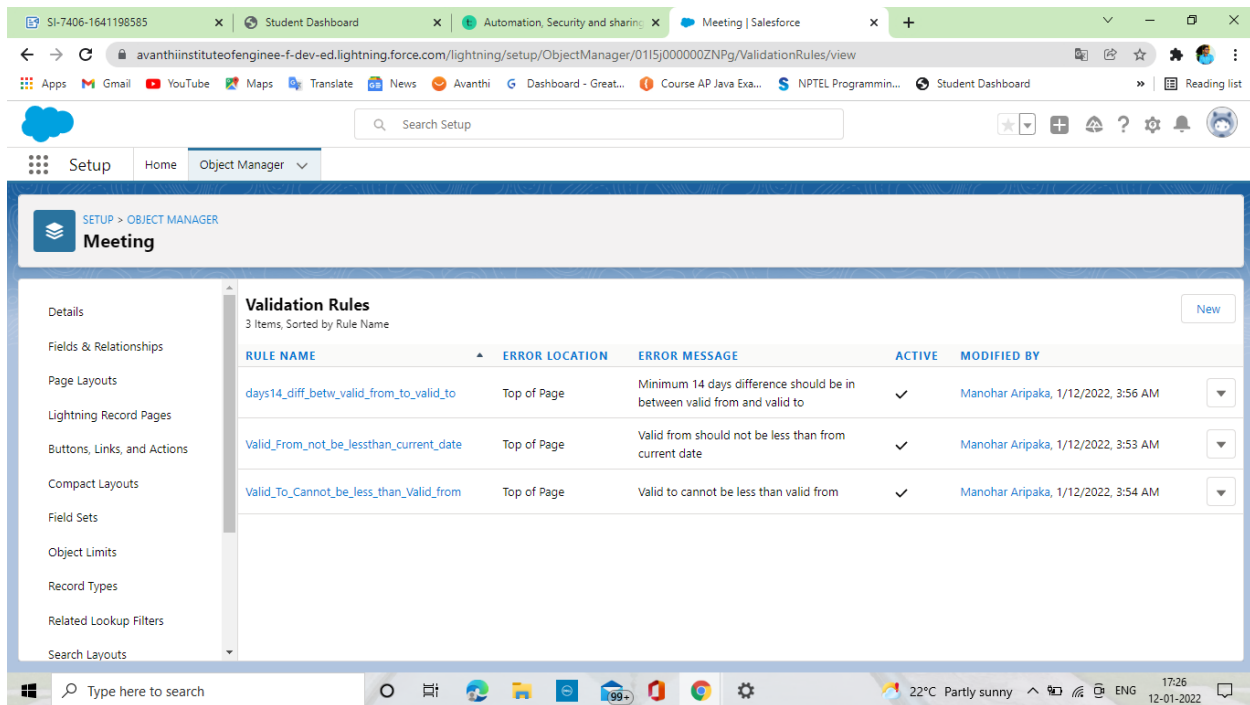 SI-7406-1641198585
Student Dashboard
Automation, Security and sharing
Meeting | Salesforce
avanthiinstituteofenginee-f-dev-ed.lightning.force.com/lightning/setup/ObjectManager/01I5j000000ZNPg/ValidationRules/view
Apps Gmail YouTube Maps Translate News Avanthi Dashboard - Great... Course AP Java Exa... NPTEL Programmin... Student Dashboard » Reading list
Search Setup
Setup Home Object Manager
SETUP > OBJECT MANAGER
Meeting
Details
Fields & Relationships
Page Layouts
Lightning Record Pages
Buttons, Links, and Actions
Compact Layouts
Field Sets
Object Limits
Record Types
Related Lookup Filters
Search Layouts
Validation Rules
3 Items, Sorted by Rule Name
New
RULE NAME ERROR LOCATION ERROR MESSAGE ACTIVE MODIFIED BY
days14_diff_betw_valid_from_to_valid_to Top of Page Minimum 14 days difference should be in
between valid from and valid to
Manohar Aripaka, 1/12/2022, 3:56 AM
Valid_From_not_be_lessthan_current_date Top of Page Valid from should not be less than from
current date
Manohar Aripaka, 1/12/2022, 3:53 AM
Valid_To_Cannot_be_less_than_Valid_from Top of Page Valid to cannot be less than valid from Manohar Aripaka, 1/12/2022, 3:54 AM
Type here to search
99+
22°C Partly sunny ENG
17:26
12-01-2022